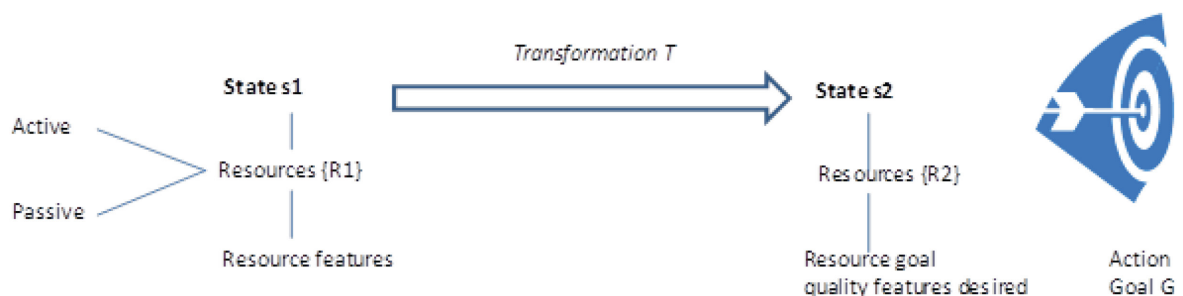 Transformation T
State s1
State s2
Active
Resources {R1}
Resources {R2}
Passive
Resource features
Resource goal
quality features desired
Action
Goal G